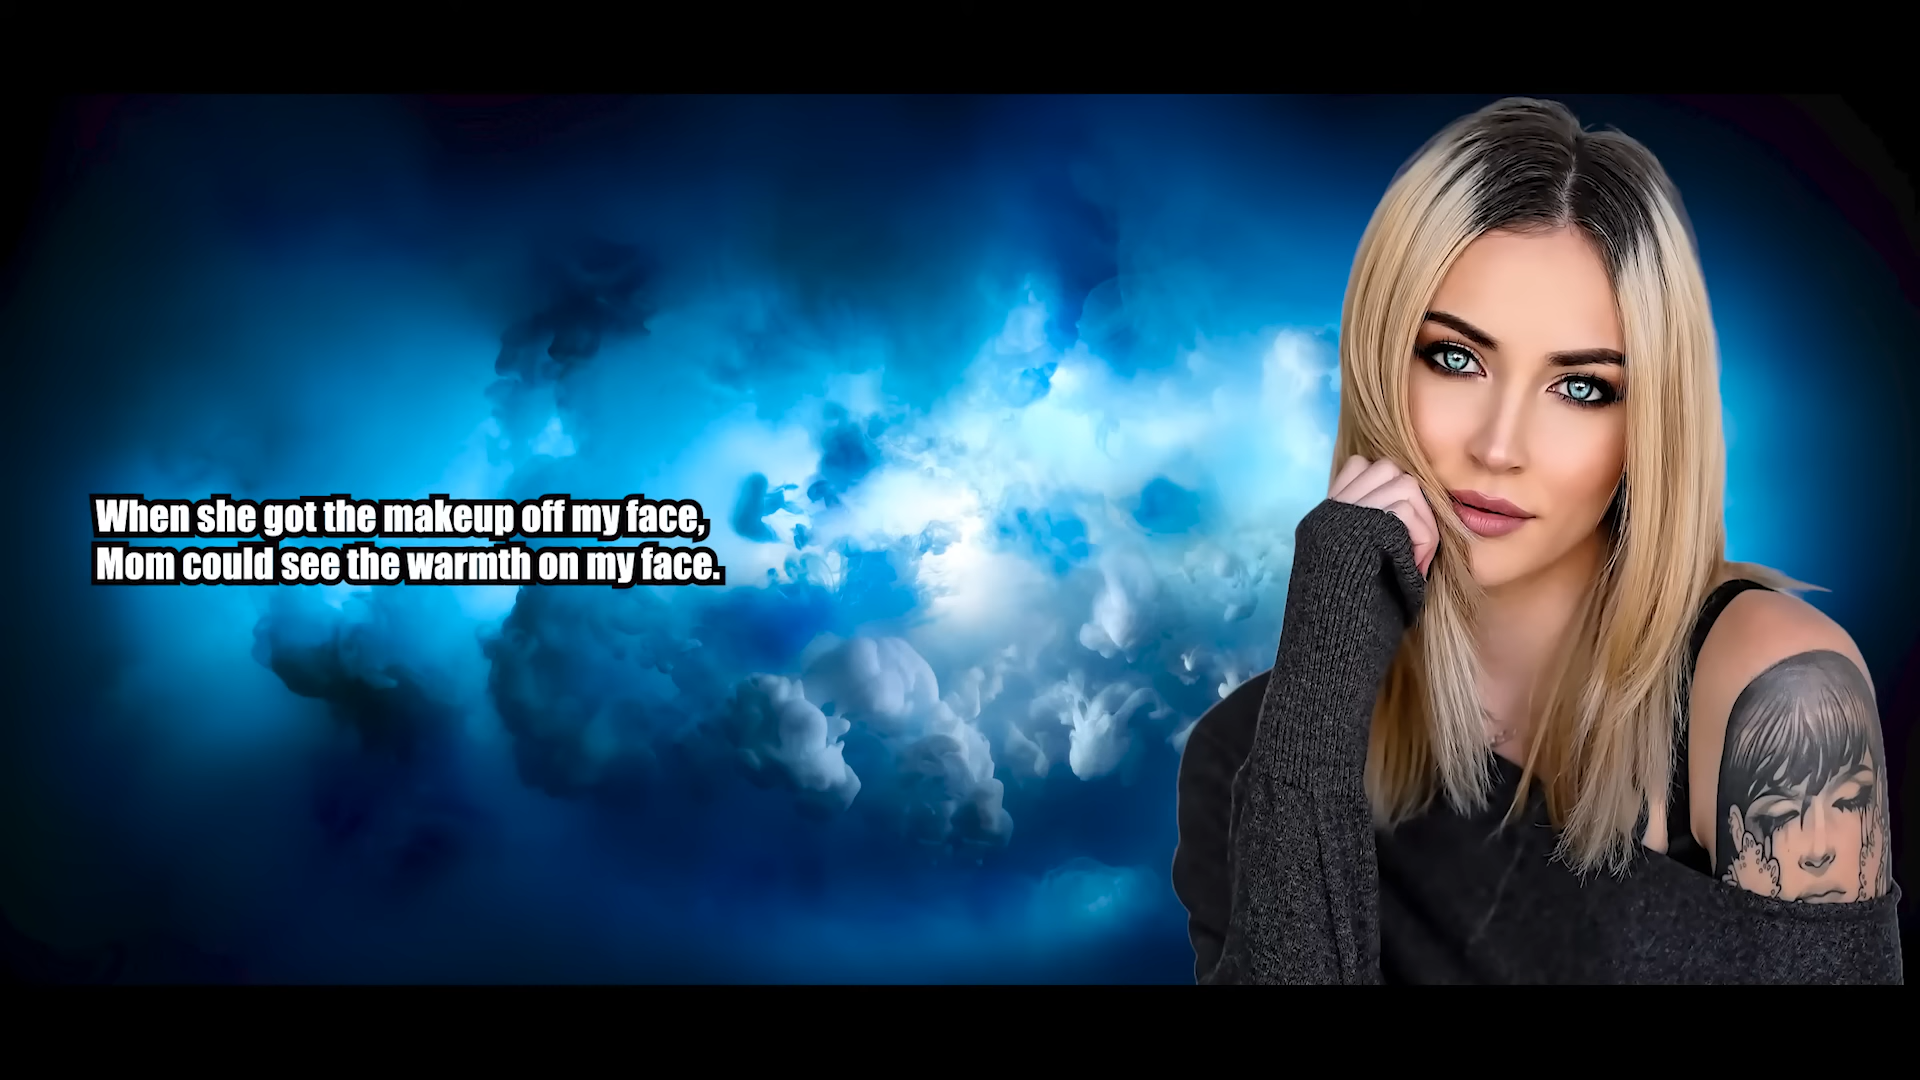 When she got the makeup off my face,
Mom could see the warmth on my face.